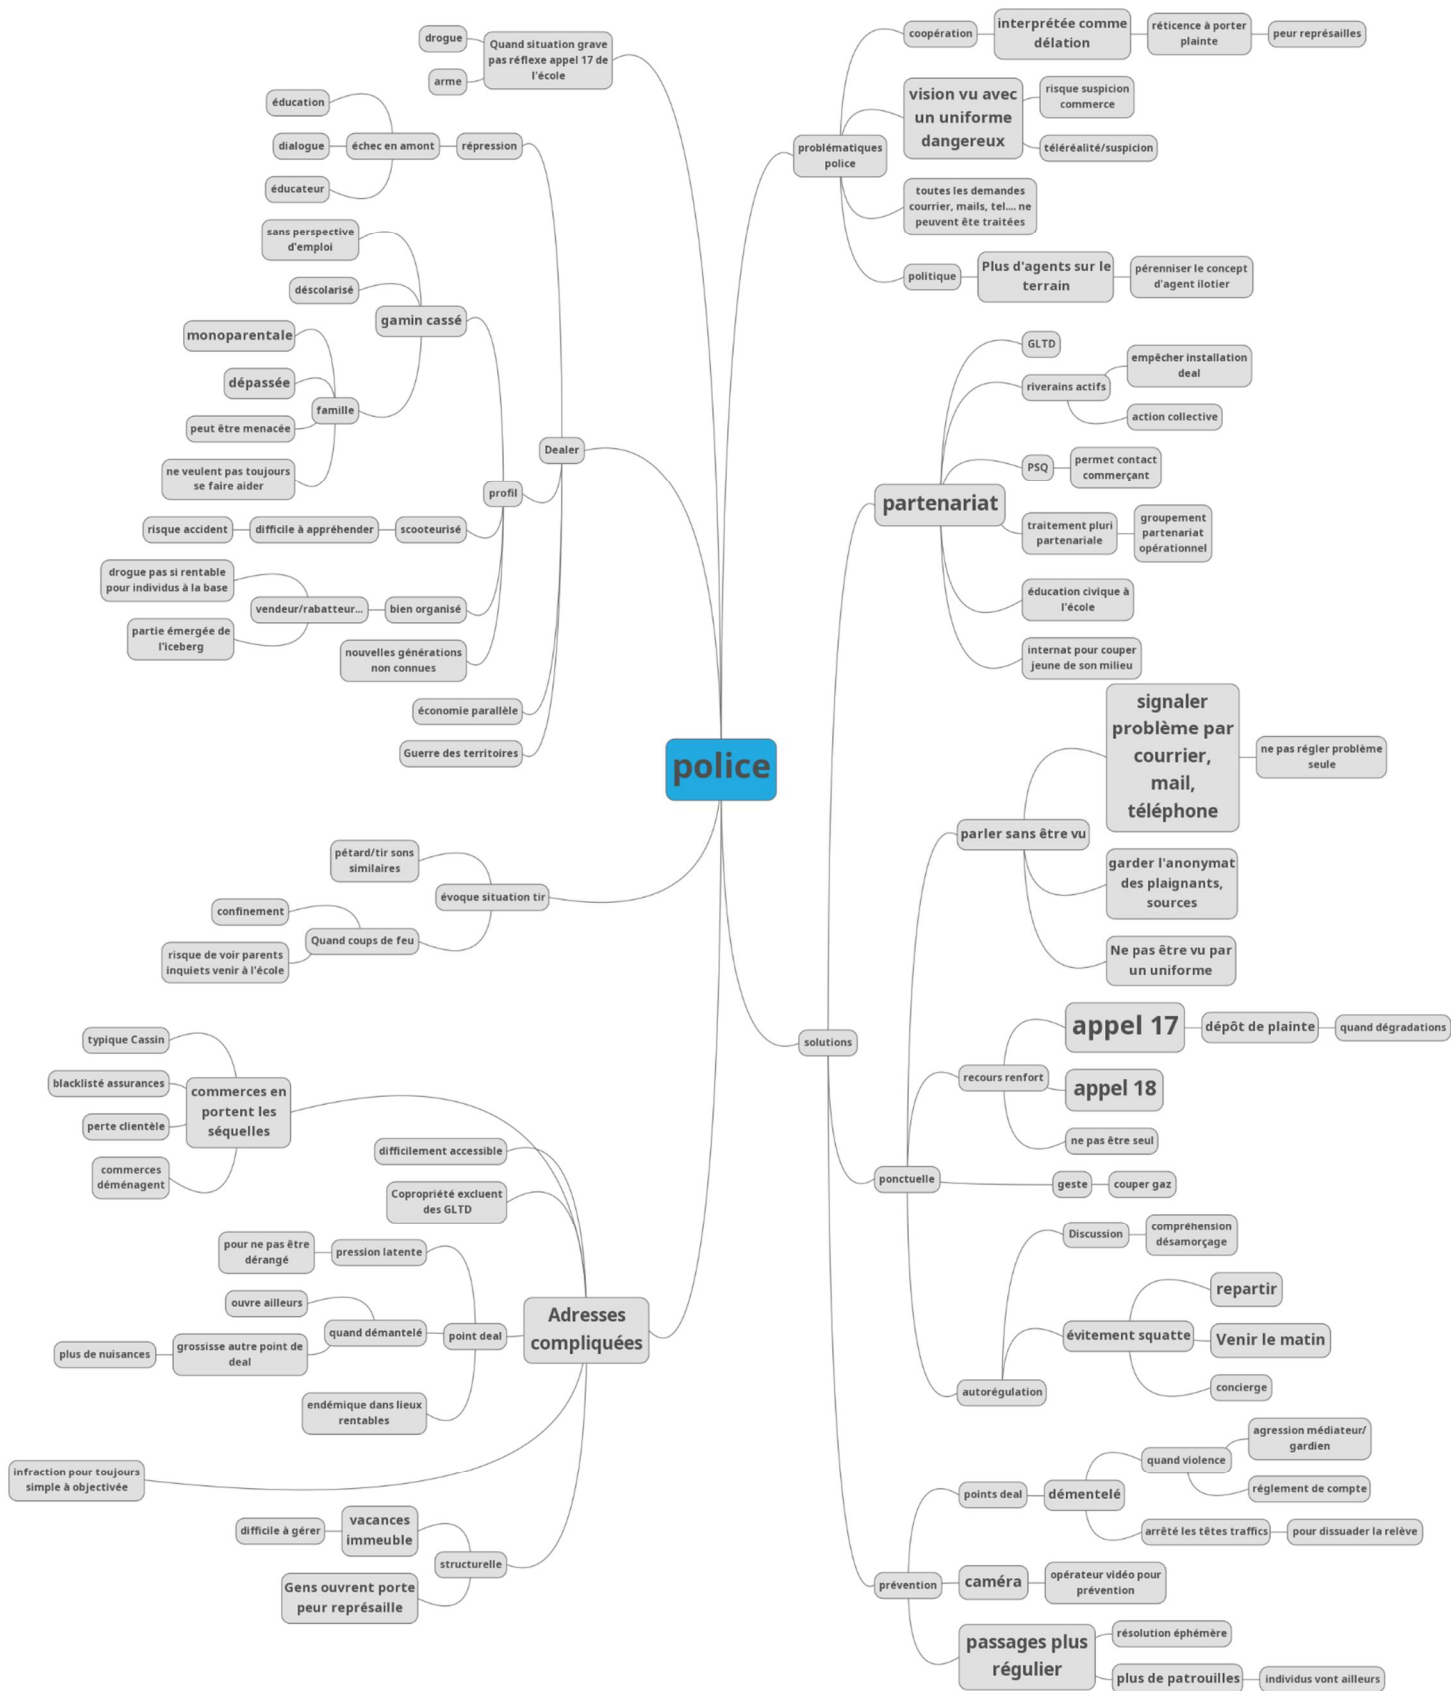 police
Quand situation grave
pas réflexe appel 17 de
l'école
drogue
arme
Dealer
répression
échec en amont
éducation
dialogue
éducateur
profil
gamin cassé
sans perspective
d'emploi
déscolarisé
famille
monoparentale
dépassée
peut être menacée
ne veulent pas toujours
se faire aider
scooteurisé
difficile à appréhender
risque accident
bien organisé
vendeur/rabatteur...
drogue pas si rentable
pour individus à la base
partie émergée de
l'iceberg
nouvelles générations
non connues
économie parallèle
Guerre des territoires
évoque situation tir
pétard/tir sons
similaires
Quand coups de feu
confinement
risque de voir parents
inquiets venir à l'école
Adresses
compliquées
commerces en
portent les
séquelles
typique Cassin
blacklisté assurances
perte clientèle
commerces
déménagent
difficilement accessible
Copropriété excluent
des GLTD
point deal
pression latente
pour ne pas être
dérangé
quand démantelé
ouvre ailleurs
grossisse autre point de
deal
plus de nuisances
endémique dans lieux
rentables
infraction pour toujours
simple à objectivée
structurelle
vacances
immeuble
difficile à gérer
Gens ouvrent porte
peur représaille
problématiques
police
coopération
interprétée comme
délation
réticence à porter
plainte
peur représailles
vision vu avec
un uniforme
dangereux
risque suspicion
commerce
téléréalité/suspicion
toutes les demandes
courrier, mails, tel.... ne
peuvent ête traitées
politique
Plus d'agents sur le
terrain
pérenniser le concept
d'agent ilotier
solutions
partenariat
GLTD
riverains actifs
empêcher installation
deal
action collective
PSQ
permet contact
commerçant
traitement pluri
partenariale
groupement
partenariat
opérationnel
éducation civique à
l'école
internat pour couper
jeune de son milieu
ponctuelle
parler sans être vu
signaler
problème par
courrier,
mail,
téléphone
ne pas régler problème
seule
garder l'anonymat
des plaignants,
sources
Ne pas être vu par
un uniforme
recours renfort
appel 17
dépôt de plainte
quand dégradations
appel 18
ne pas être seul
geste
couper gaz
autorégulation
Discussion
compréhension
désamorçage
évitement squatte
repartir
Venir le matin
concierge
prévention
points deal
démentelé
quand violence
agression médiateur/
gardien
réglement de compte
arrêté les têtes traffics
pour dissuader la relève
caméra
opérateur vidéo pour
prévention
passages plus
régulier
résolution éphémère
plus de patrouilles
individus vont ailleurs